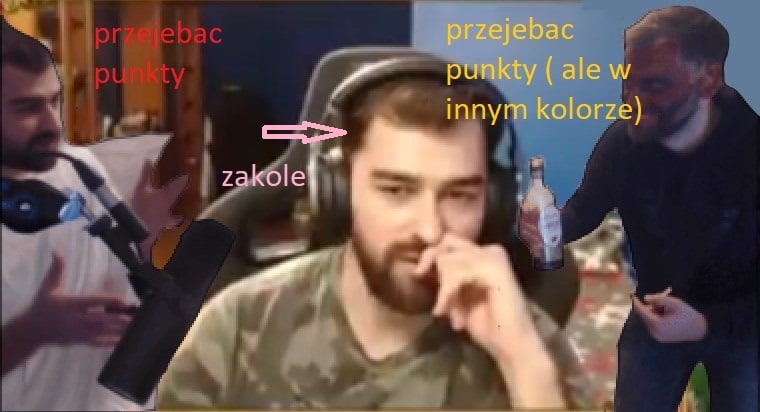 przejebac
punkty
przejebac
punkty ( ale w
innym kolorze)
zakole